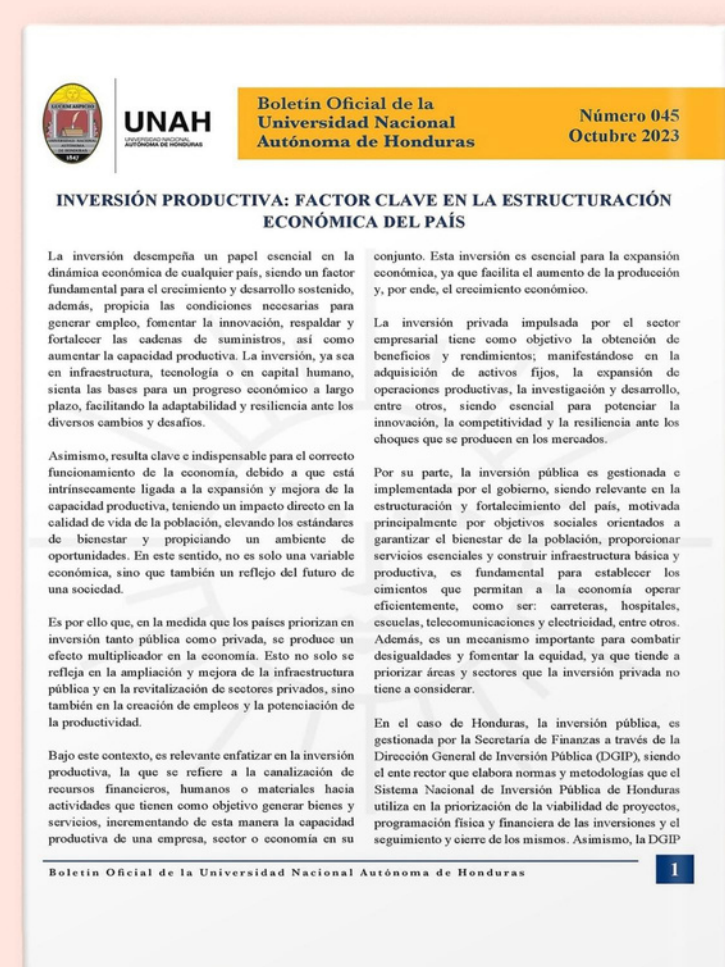 UNAH
UNIVERSIDAD NACIONAL
AUTÓNOMA DE HONDURAS
1847
Boletín Oficial de la
Universidad Nacional
Autónoma de Honduras
Número 045
Octubre 2023
INVERSIÓN PRODUCTIVA: FACTOR CLAVE EN LA ESTRUCTURACIÓN
ECONÓMICA DEL PAÍS
La inversión desempeña un papel esencial en la
dinámica económica de cualquier país, siendo un factor
fundamental para el crecimiento y desarrollo sostenido,
además, propicia las condiciones necesarias para
generar empleo, fomentar la innovación, respaldar y
fortalecer las cadenas de suministros, así como
aumentar la capacidad productiva. La inversión, ya sea
en infraestructura, tecnología o en capital humano,
sienta las bases para un progreso económico a largo
plazo, facilitando la adaptabilidad y resiliencia ante los
diversos cambios y desafíos.
Asimismo, resulta clave e indispensable para el correcto
funcionamiento de la economía, debido a que está
intrínsecamente ligada a la expansión y mejora de la
capacidad productiva, teniendo un impacto directo en la
calidad de vida de la población, elevando los estándares
de bienestar y propiciando un ambiente de
oportunidades. En este sentido, no es solo una variable
económica, sino que también un reflejo del futuro de
una sociedad.
Es por ello que, en la medida que los países priorizan en
inversión tanto pública como privada, se produce un
efecto multiplicador en la economía. Esto no solo se
refleja en la ampliación y mejora de la infraestructura
pública y en la revitalización de sectores privados, sino
también en la creación de empleos y la potenciación de
la productividad.
Bajo este contexto, es relevante enfatizar en la inversión
productiva, la que se refiere a la canalización de
recursos financieros, humanos o materiales hacia
actividades que tienen como objetivo generar bienes y
servicios, incrementando de esta manera la capacidad
productiva de una empresa, sector o economía en su
conjunto. Esta inversión es esencial para la expansión
económica, ya que facilita el aumento de la producción
y, por ende, el crecimiento económico.
La inversión privada impulsada por el sector
empresarial tiene como objetivo la obtención de
beneficios y rendimientos; manifestándose en la
adquisición de activos fijos, la expansión de
operaciones productivas, la investigación y desarrollo,
entre otros, siendo esencial para potenciar la
innovación, la competitividad y la resiliencia ante los
choques que se producen en los mercados.
Por su parte, la inversión pública es gestionada e
implementada por el gobierno, siendo relevante en la
estructuración y fortalecimiento del país, motivada
principalmente por objetivos sociales orientados a
garantizar el bienestar de la población, proporcionar
servicios esenciales y construir infraestructura básica y
productiva, es fundamental para establecer los
cimientos que permitan a la economía operar
eficientemente, como ser: carreteras, hospitales,
escuelas, telecomunicaciones y electricidad, entre otros.
Además, es un mecanismo importante para combatir
desigualdades y fomentar la equidad, ya que tiende a
priorizar áreas y sectores que la inversión privada no
tiene a considerar.
En el caso de Honduras, la inversión pública, es
gestionada por la Secretaría de Finanzas a través de la
Dirección General de Inversión Pública (DGIP), siendo
el ente rector que elabora normas y metodologías que el
Sistema Nacional de Inversión Pública de Honduras
utiliza en la priorización de la viabilidad de proyectos,
programación física y financiera de las inversiones y el
seguimiento y cierre de los mismos. Asimismo, la DGIP
Boletín Oficial de la Universidad Nacional Autónoma de Honduras
1